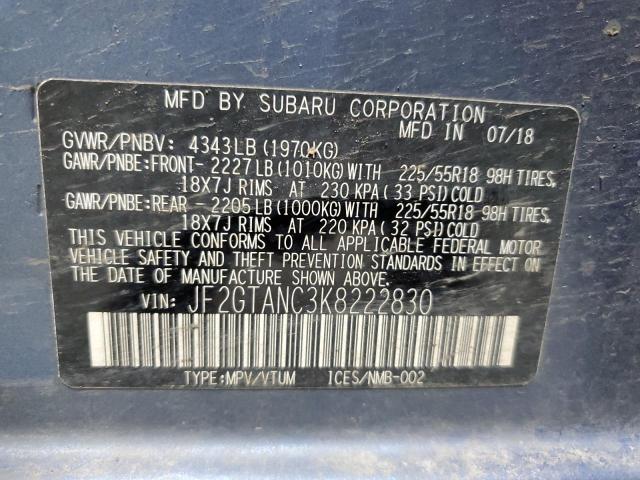 MFD BY SUBARU CORPORATION
MFD IN 07/18
GVWR/PNBV: 4343LB(1970KG)
GAWR/PNBE:FRONT-2227LB(1010KG)WITH 225/55R18 98H TIRES,
18X7J RIMS AT 230 KPA(33 PSI)COLD
GAWR/PNBE:REAR -2205LB(1000KG)WITH 225/55R18 98H TIRES,
18X7J RIMS AT 220 KPA(32 PSI)COLD
THIS VEHICLE CONFORMS TO ALL APPLICABLE FEDERAL MOTOR
VEHICLE SAFETY AND THEFT PREVENTION STANDARDS
IN EFFECT ON THE DATE OF MANUFACTURE SHOWN ABOVE.
VIN: JF2GTANC3K8222830
TYPE:MPV/VTUM ICES/NMB-002